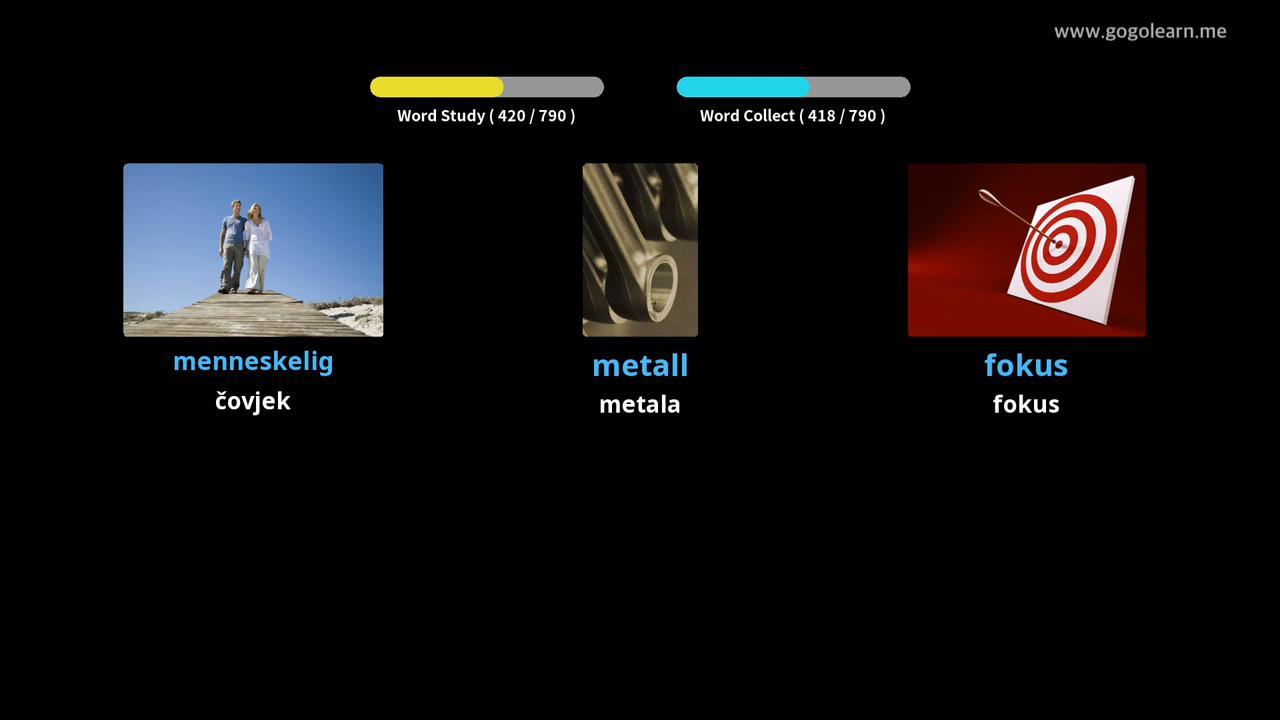 www.gogolearn.me
Word Study ( 420 / 790 )
Word Collect ( 418 / 790 )
menneskelig
čovjek
metall
metala
fokus
fokus